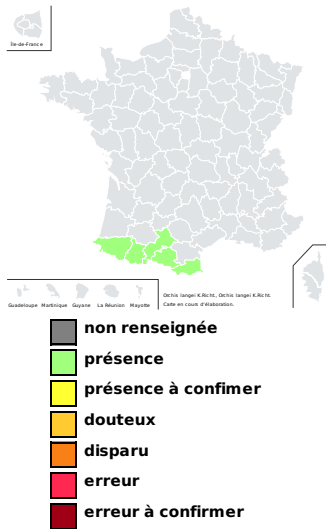 Île-de-France
Guadeloupe Martinique Guyane La Réunion Mayotte
Orchis langei K.Richt., Orchis langei K.Richt.
Carte en cours d'élaboration.
non renseignée
présence
présence à confimer
douteux
disparu
erreur
erreur à confirmer